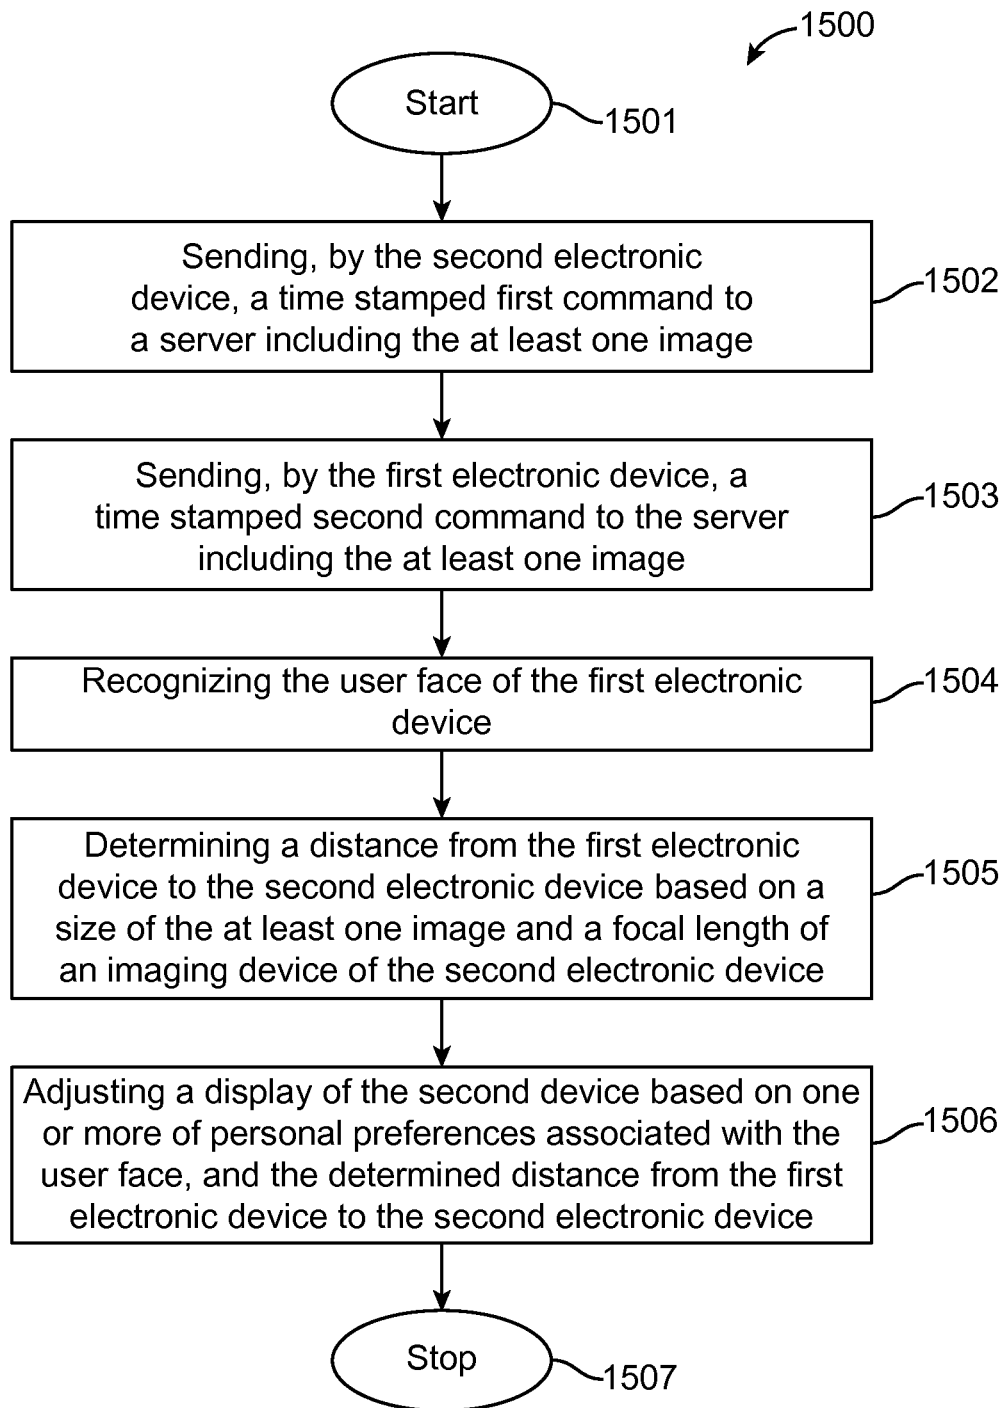 1500
Start
1501
Sending, by the second electronic
device, a time stamped first command to
a server including the at least one image
1502
Sending, by the first electronic device, a
time stamped second command to the server
including the at least one image
1503
Recognizing the user face of the first electronic
device
1504
Determining a distance from the first electronic
device to the second electronic device based on a
size of the at least one image and a focal length of
an imaging device of the second electronic device
1505
Adjusting a display of the second device based on one
or more of personal preferences associated with the
user face, and the determined distance from the first
electronic device to the second electronic device
1506
Stop
1507